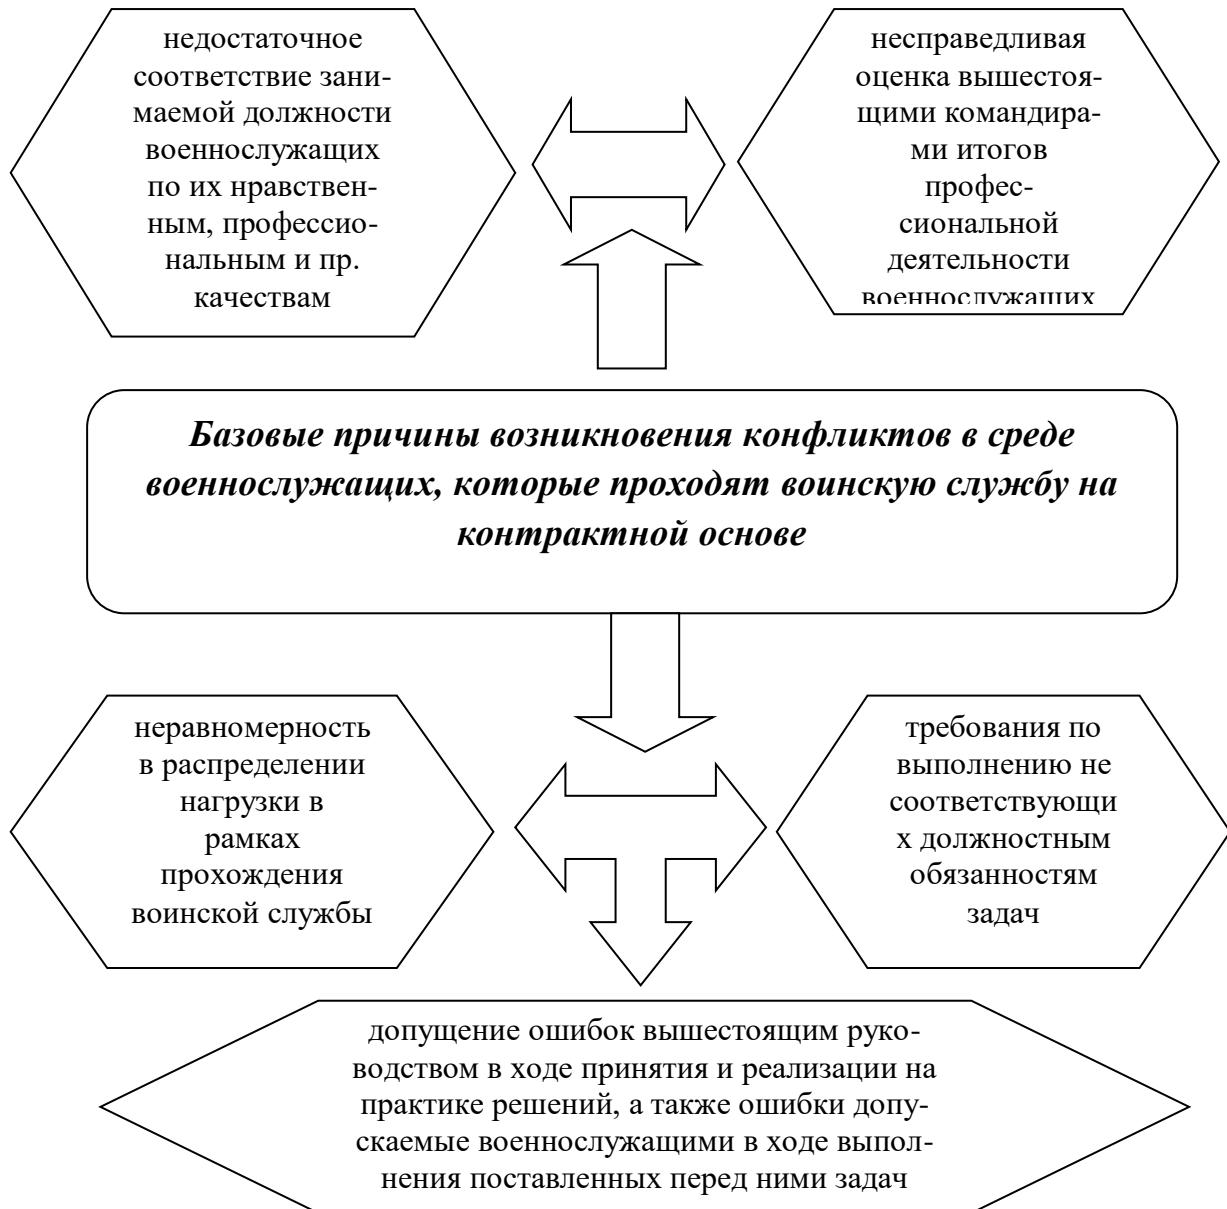 недостаточное
соответствие зани-
маемой должности
военнослужащих
по их нравствен-
ным, профессио-
нальным и пр.
качествам
несправедливая
оценка вышестоя-
щими командира-
ми итогов
профес-
сиональной
деятельности
военнослужащих
Базовые причины возникновения конфликтов в среде
военнослужащих, которые проходят воинскую службу на
контрактной основе
неравномерность
в распределении
нагрузки в
рамках
прохождения
воинской службы
требования по
выполнению не
соответствующи
х должностным
обязанностям
задач
допущение ошибок вышестоящим руко-
водством в ходе принятия и реализации на
практике решений, а также ошибки допу-
скаемые военнослужащими в ходе выпол-
нения поставленных перед ними задач